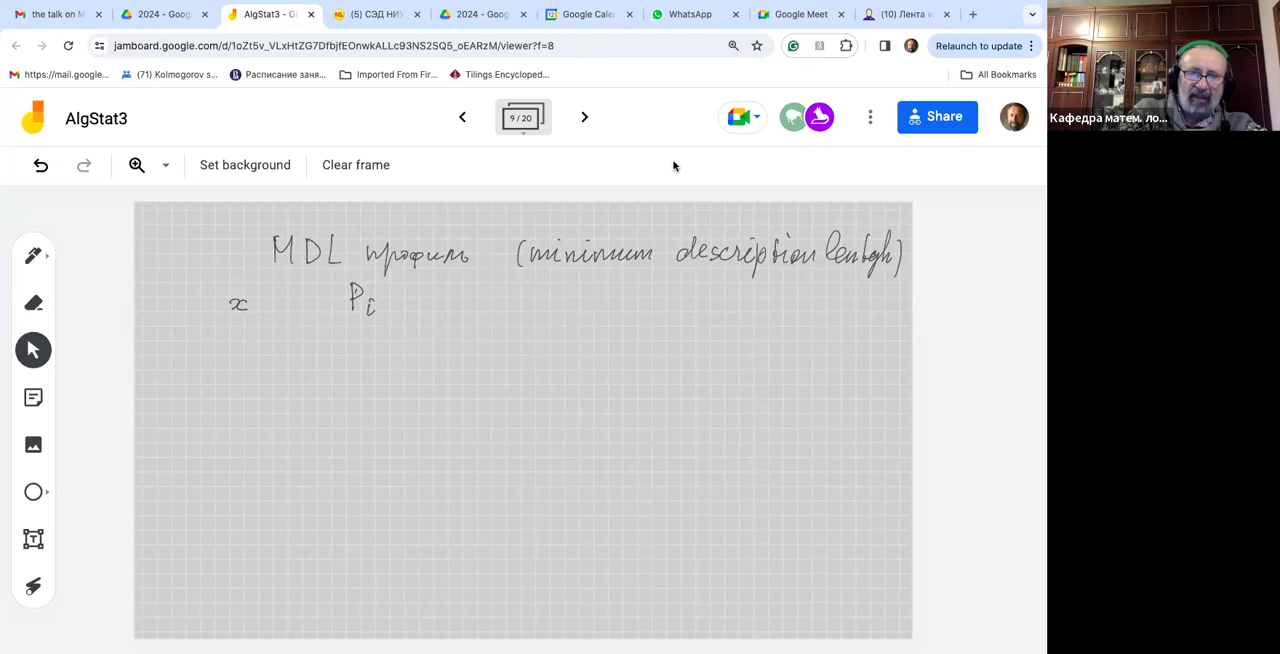 the talk on M
2024 - Goog
AlgStat3 - Go
(5) СЭД НИ
2024 - Goog
Google Cale
WhatsApp
Google Meet
(10) Лента
jamboard.google.com/d/1oZt5v_VLxHtZG7DfbjfEOnwkALLc93NS2SQ5_oEARzM/viewer?f=8
Relaunch to update
https://mail.google...
(71) Kolmogorov s...
Расписание заня...
Imported From Fir...
Tilings Encycloped...
All Bookmarks
AlgStat3
9 / 20
Share
Кафедра матем. ло...
Set background
Clear frame
MDL профиль (minimum description lentgh)
x P i